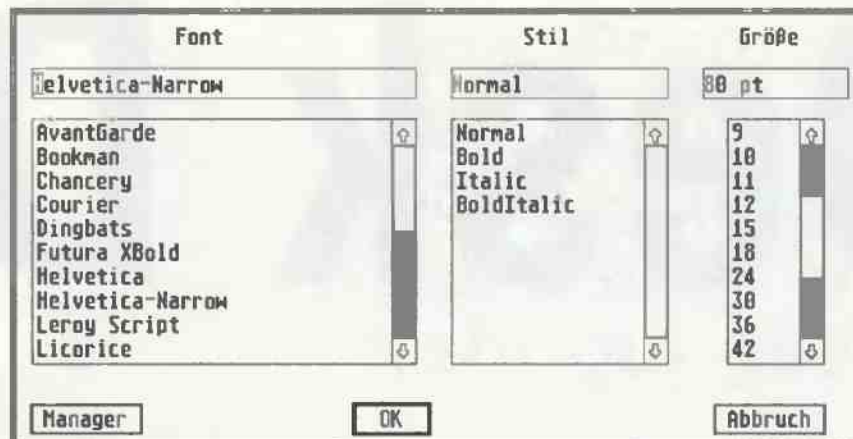 Font Stil Größe
Helvetica-Narrow Normal 80 pt
AvantGarde
Bookman
Chancery
Courier
Dingbats
Futura XBold
Helvetica
Helvetica-Narrow
Leroy Script
Licorice
Normal
Bold
Italic
BoldItalic
9
10
11
12
15
18
24
30
36
42
Manager OK Abbruch